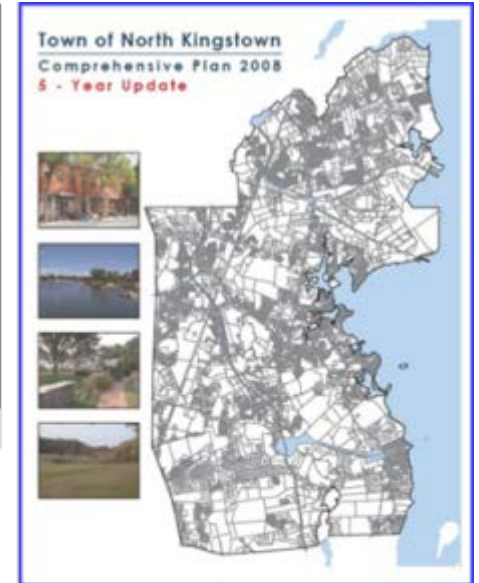 Town of North Kingstown
Comprehensive Plan 2008
5 - Year Update